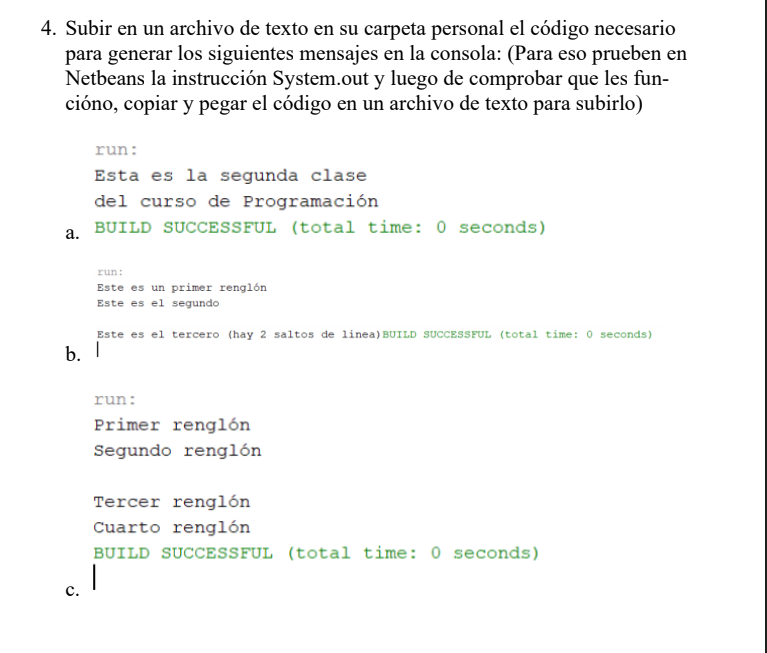 4. Subir en un archivo de texto en su carpeta personal el código necesario
para generar los siguientes mensajes en la consola: (Para eso prueben en
Netbeans la instrucción System.out y luego de comprobar que les fun-
cióno, copiar y pegar el código en un archivo de texto para subirlo)
run:
Esta es la segunda clase
del curso de Programación
a. BUILD SUCCESSFUL (total time: 0 seconds)
run:
Este es un primer renglón
Este es el segundo
Este es el tercero (hay 2 saltos de linea)BUILD SUCCESSFUL (total time: 0 seconds)
b.
run:
Primer renglón
Segundo renglón
Tercer renglón
Cuarto renglón
BUILD SUCCESSFUL (total time: 0 seconds)
c.